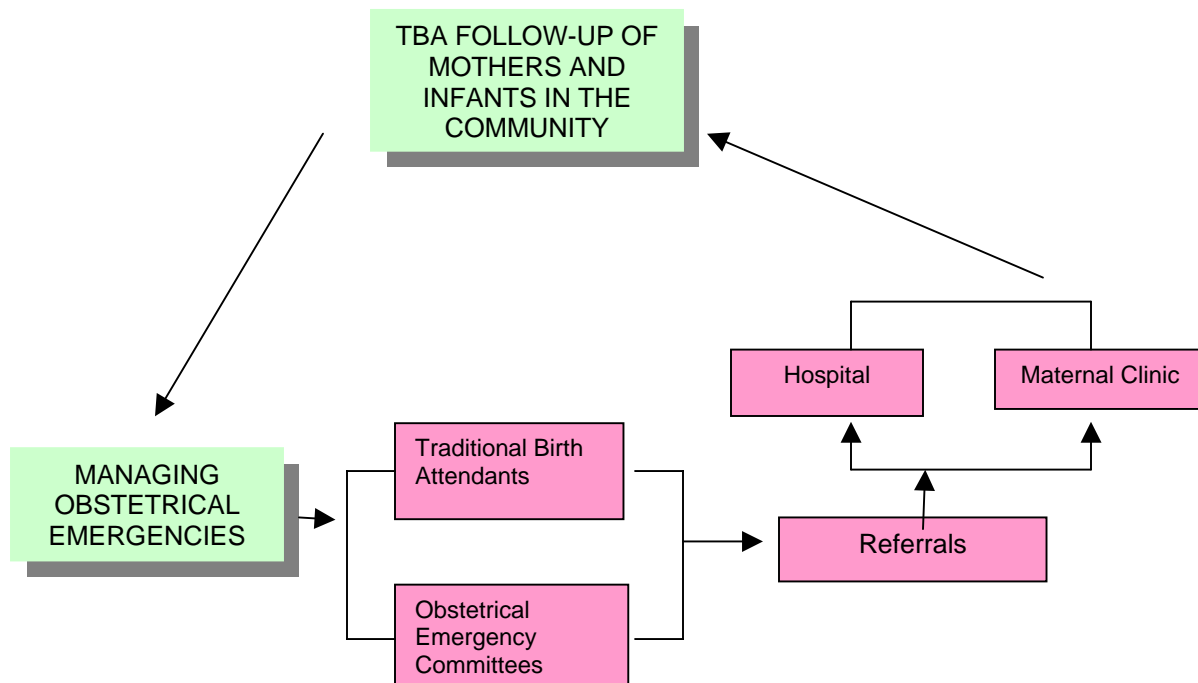 TBA FOLLOW-UP OF
MOTHERS AND
INFANTS IN THE
COMMUNITY
Hospital
Maternal Clinic
Traditional Birth
Attendants
MANAGING
OBSTETRICAL
EMERGENCIES
Referrals
Obstetrical
Emergency
Committees